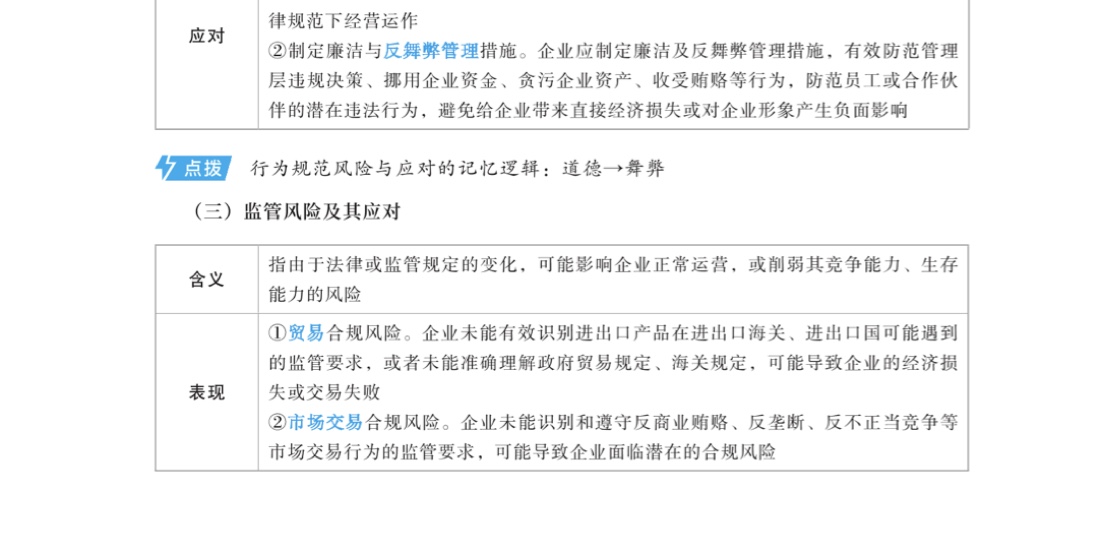 应对
律规范下经营运作
②制定廉洁与反舞弊管理措施。企业应制定廉洁及反舞弊管理措施，有效防范管理
层违规决策、挪用企业资金、贪污企业资产、收受贿赂等行为，防范员工或合作伙
伴的潜在违法行为，避免给企业带来直接经济损失或对企业形象产生负面影响
点拨 行为规范风险与应对的记忆逻辑：道德→舞弊
（三）监管风险及其应对
含义
指由于法律或监管规定的变化，可能影响企业正常运营，或削弱其竞争能力、生存
能力的风险
表现
①贸易合规风险。企业未能有效识别进出口产品在进出口海关、进出口国可能遇到
的监管要求，或者未能准确理解政府贸易规定、海关规定，可能导致企业的经济损
失或交易失败
②市场交易合规风险。企业未能识别和遵守反商业贿赂、反垄断、反不正当竞争等
市场交易行为的监管要求，可能导致企业面临潜在的合规风险